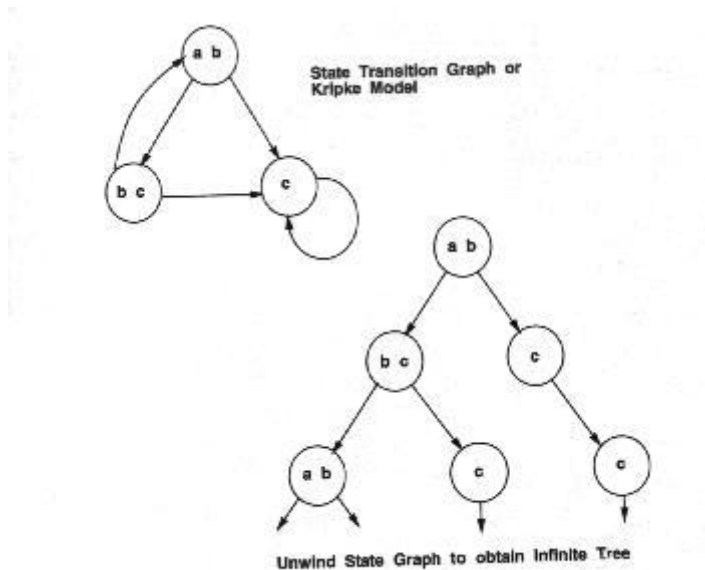 a b
State Transition Graph or
Kripke Model
b c
c
a b
b c
c
a b
c
c
Unwind State Graph to obtain Infinite Tree